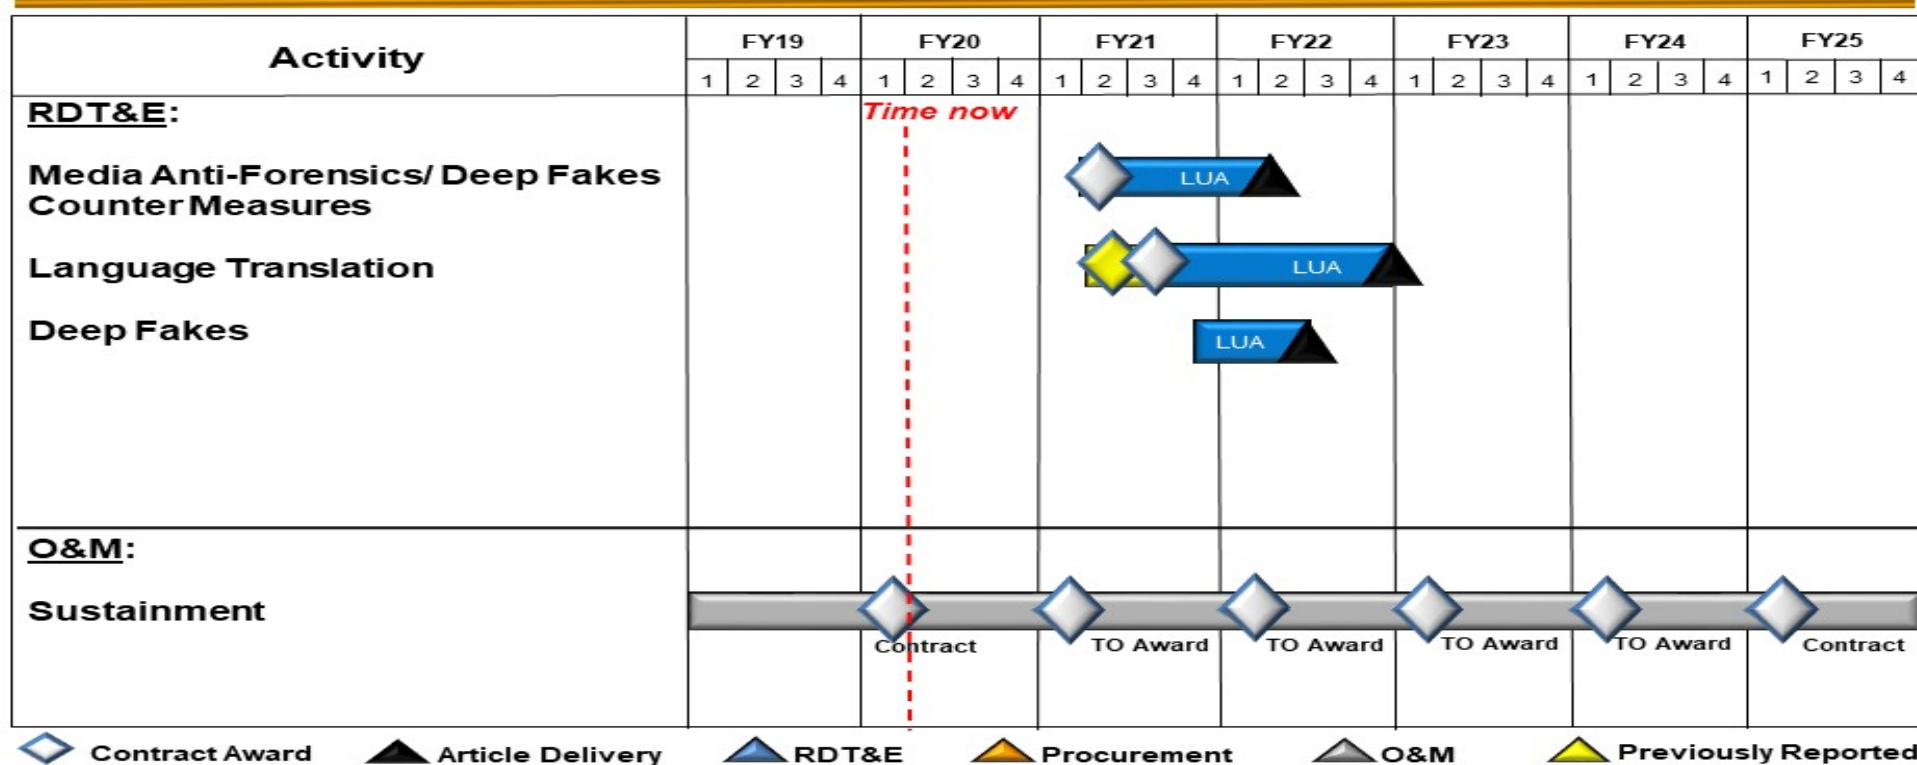 Activity FY19 FY20 FY21 FY22 FY23 FY24 FY25
1 2 3 4 1 2 3 4 1 2 3 4 1 2 3 4 1 2 3 4 1 2 3 4 1 2 3 4
RDT&E: Time now
Media Anti-Forensics/ Deep Fakes
Counter Measures
LUA
Language Translation LUA
Deep Fakes LUA
O&M:
Sustainment
Contract TO Award TO Award TO Award TO Award Contract
Contract Award Article Delivery RDT&E Procurement O&M Previously Reported